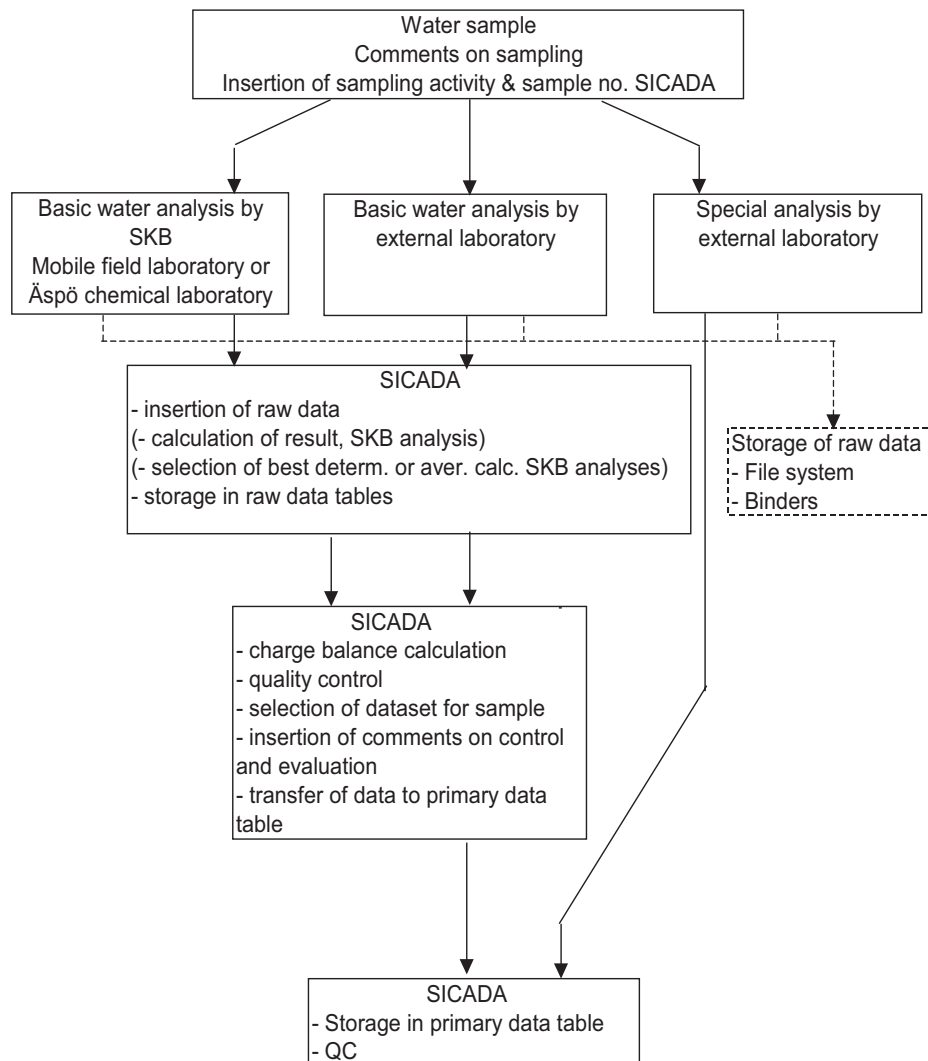 Water sample
Comments on sampling
Insertion of sampling activity & sample no. SICADA
Basic water analysis by
SKB
Mobile field laboratory or
Äspö chemical laboratory
Basic water analysis by
external laboratory
Special analysis by
external laboratory
SICADA
- insertion of raw data
(- calculation of result, SKB analysis)
(- selection of best determ. or aver. calc. SKB analyses)
- storage in raw data tables
Storage of raw data
- File system
- Binders
SICADA
- charge balance calculation
- quality control
- selection of dataset for sample
- insertion of comments on control
and evaluation
- transfer of data to primary data
table
SICADA
- Storage in primary data table
- QC